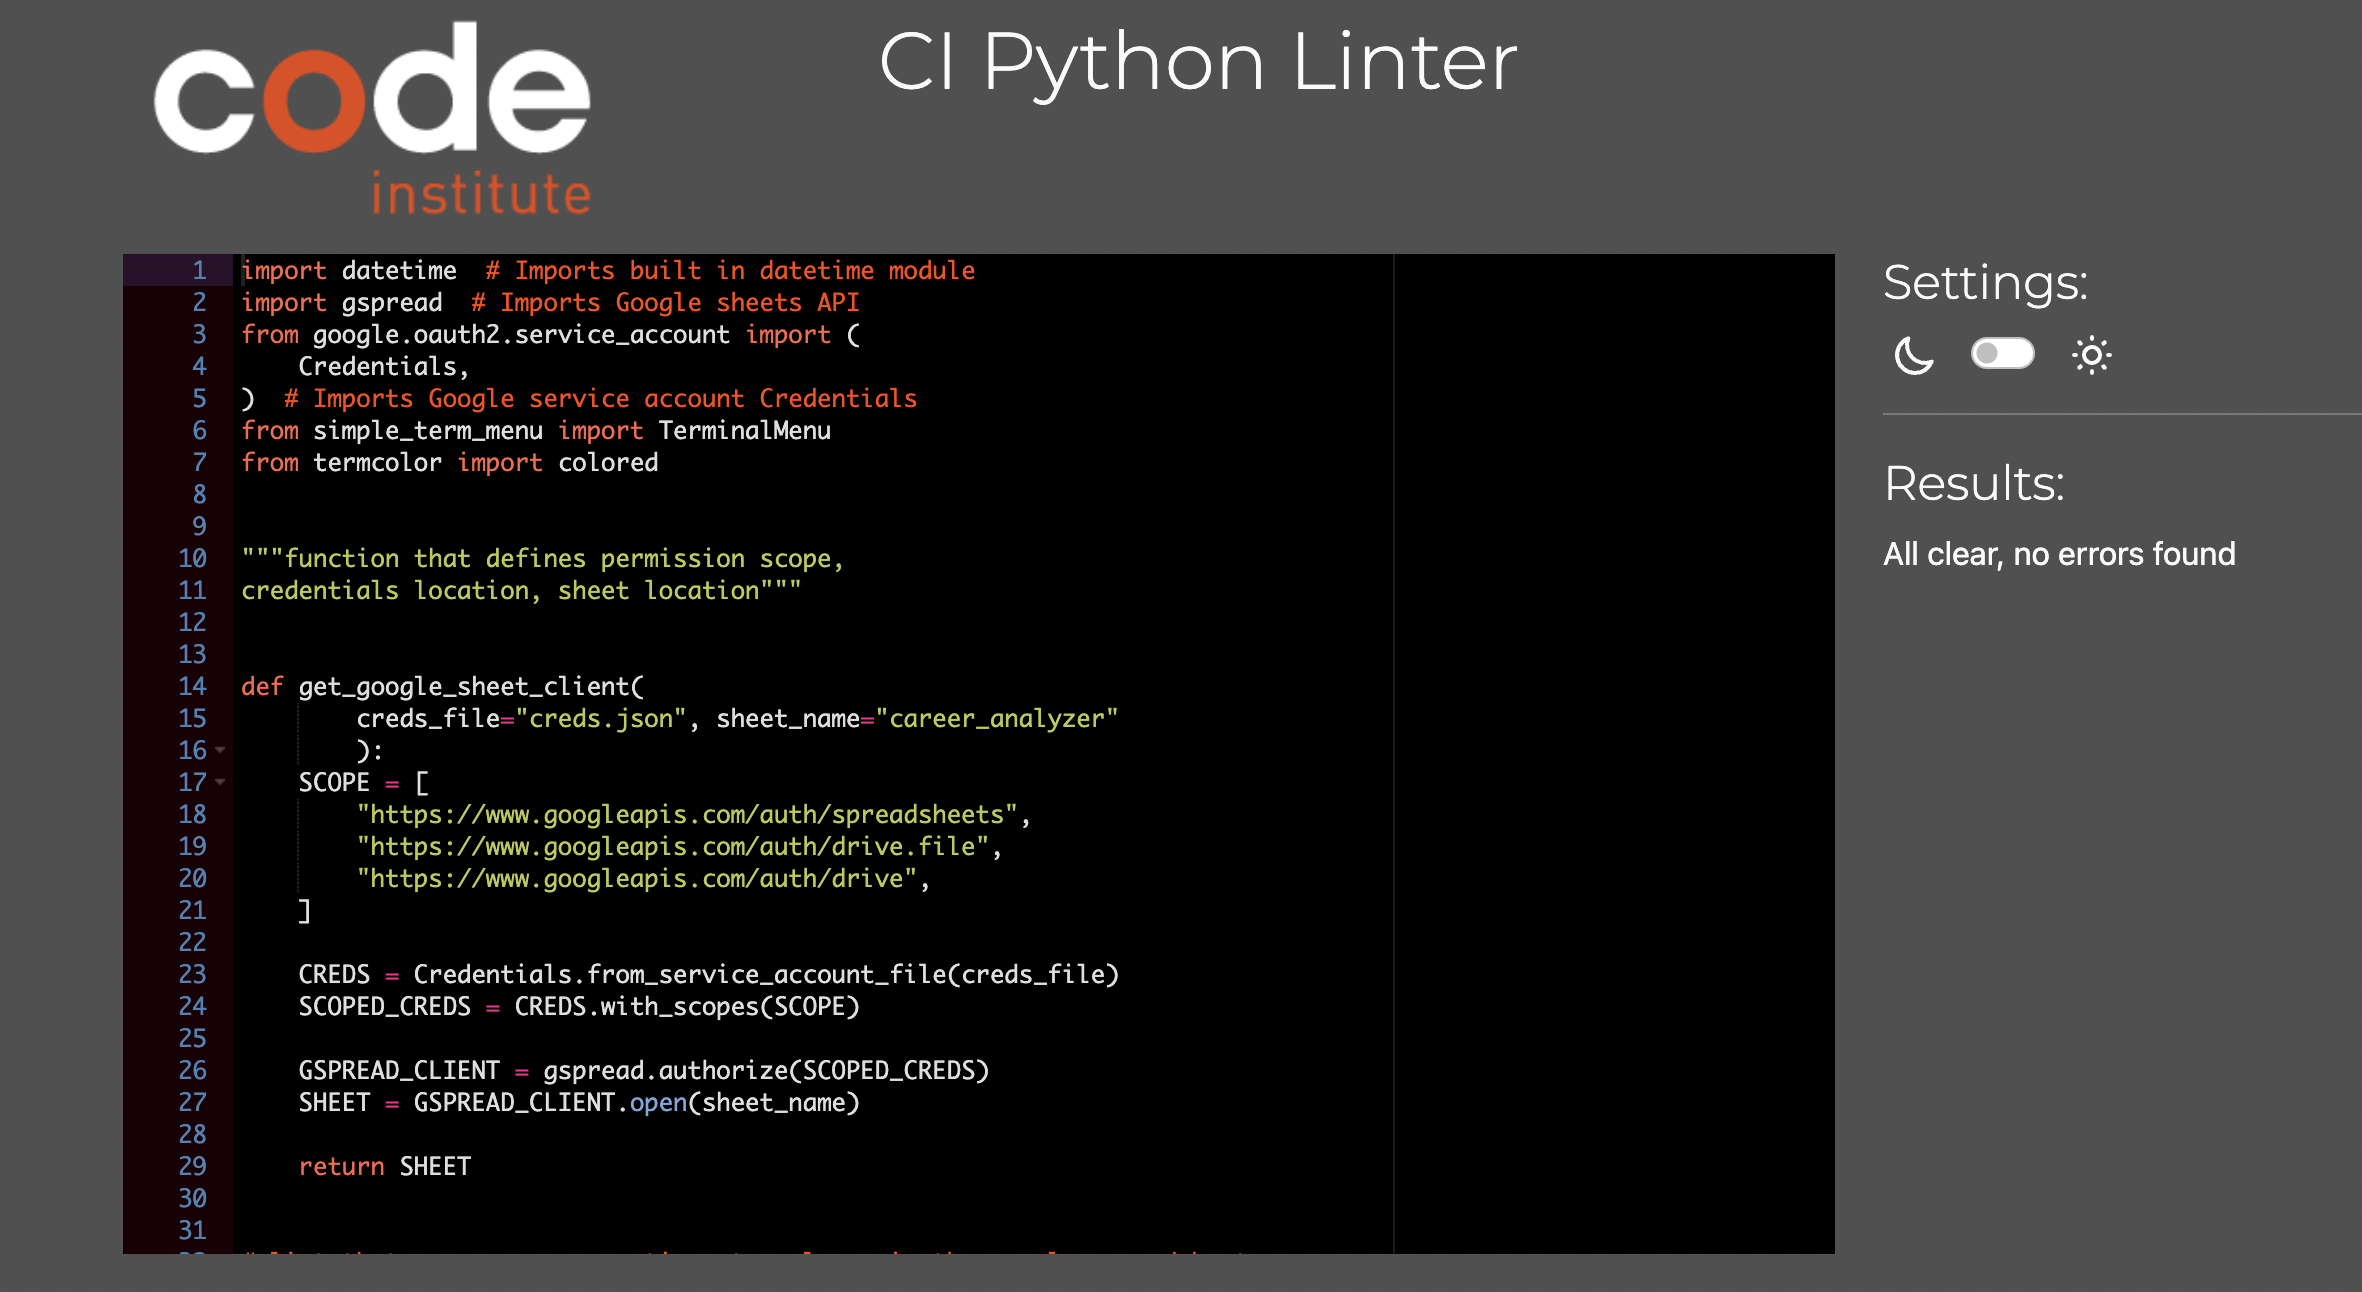 code
institute
CI Python Linter
1 import datetime  # Imports built in datetime module
2 import gspread  # Imports Google sheets API
3 from google.oauth2.service_account import (
4     Credentials,
5 )  # Imports Google service account Credentials
6 from simple_term_menu import TerminalMenu
7 from termcolor import colored
8
9
10 """function that defines permission scope,
11 credentials location, sheet location"""
12
13
14 def get_google_sheet_client(
15         creds_file="creds.json", sheet_name="career_analyzer"
16         ):
17     SCOPE = [
18         "https://www.googleapis.com/auth/spreadsheets",
19         "https://www.googleapis.com/auth/drive.file",
20         "https://www.googleapis.com/auth/drive",
21     ]
22
23     CREDS = Credentials.from_service_account_file(creds_file)
24     SCOPED_CREDS = CREDS.with_scopes(SCOPE)
25
26     GSPREAD_CLIENT = gspread.authorize(SCOPED_CREDS)
27     SHEET = GSPREAD_CLIENT.open(sheet_name)
28
29     return SHEET
30
31
Settings:
Results:
All clear, no errors found